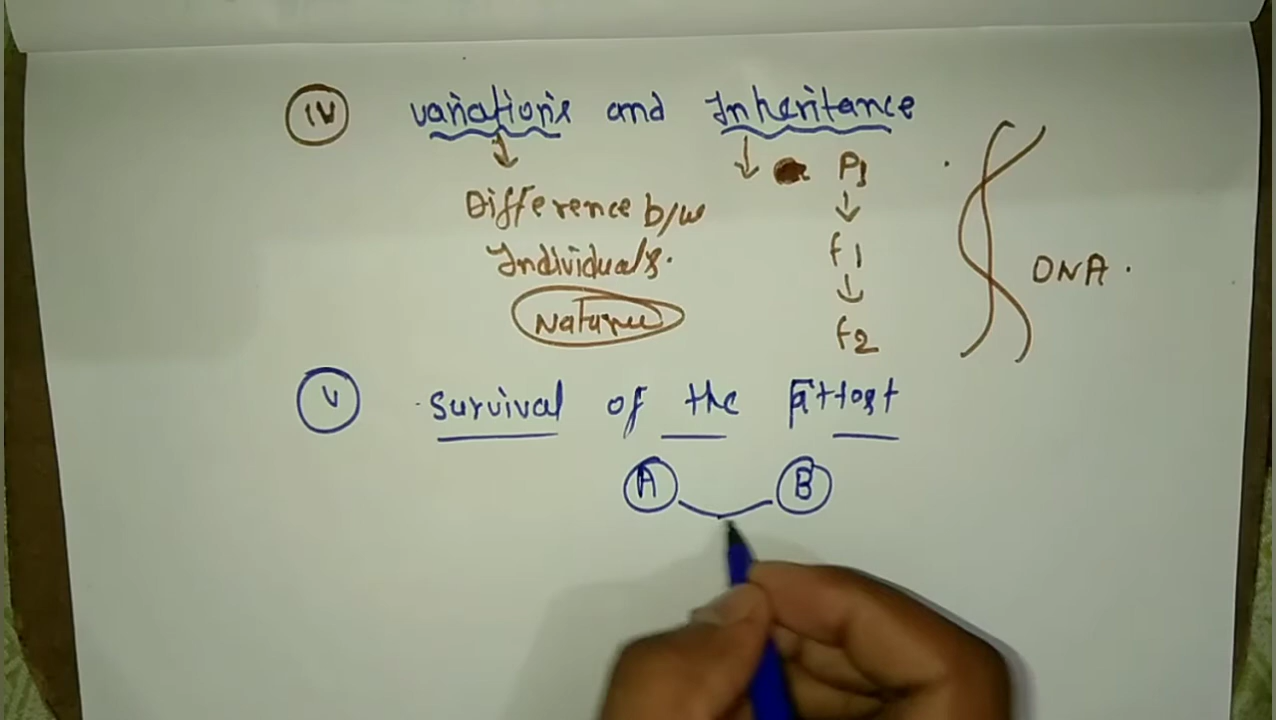 IV variations and Inheritance
Difference b/w
Individuals.
Nature
P1
f1
f2
DNA.
V survival of the fittest
A B